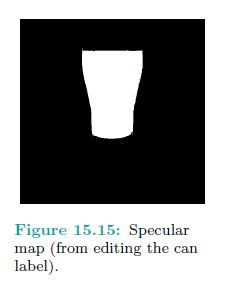 Figure 15.15: Specular
map (from editing the can
label).